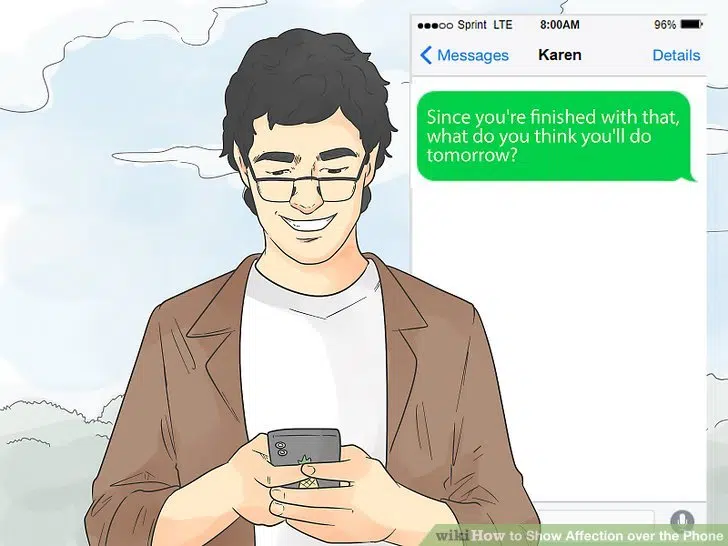 Sprint LTE 8:00AM 96%
Messages Karen Details
Since you're finished with that,
what do you think you'll do
tomorrow?
wikiHow to Show Affection over the Phone